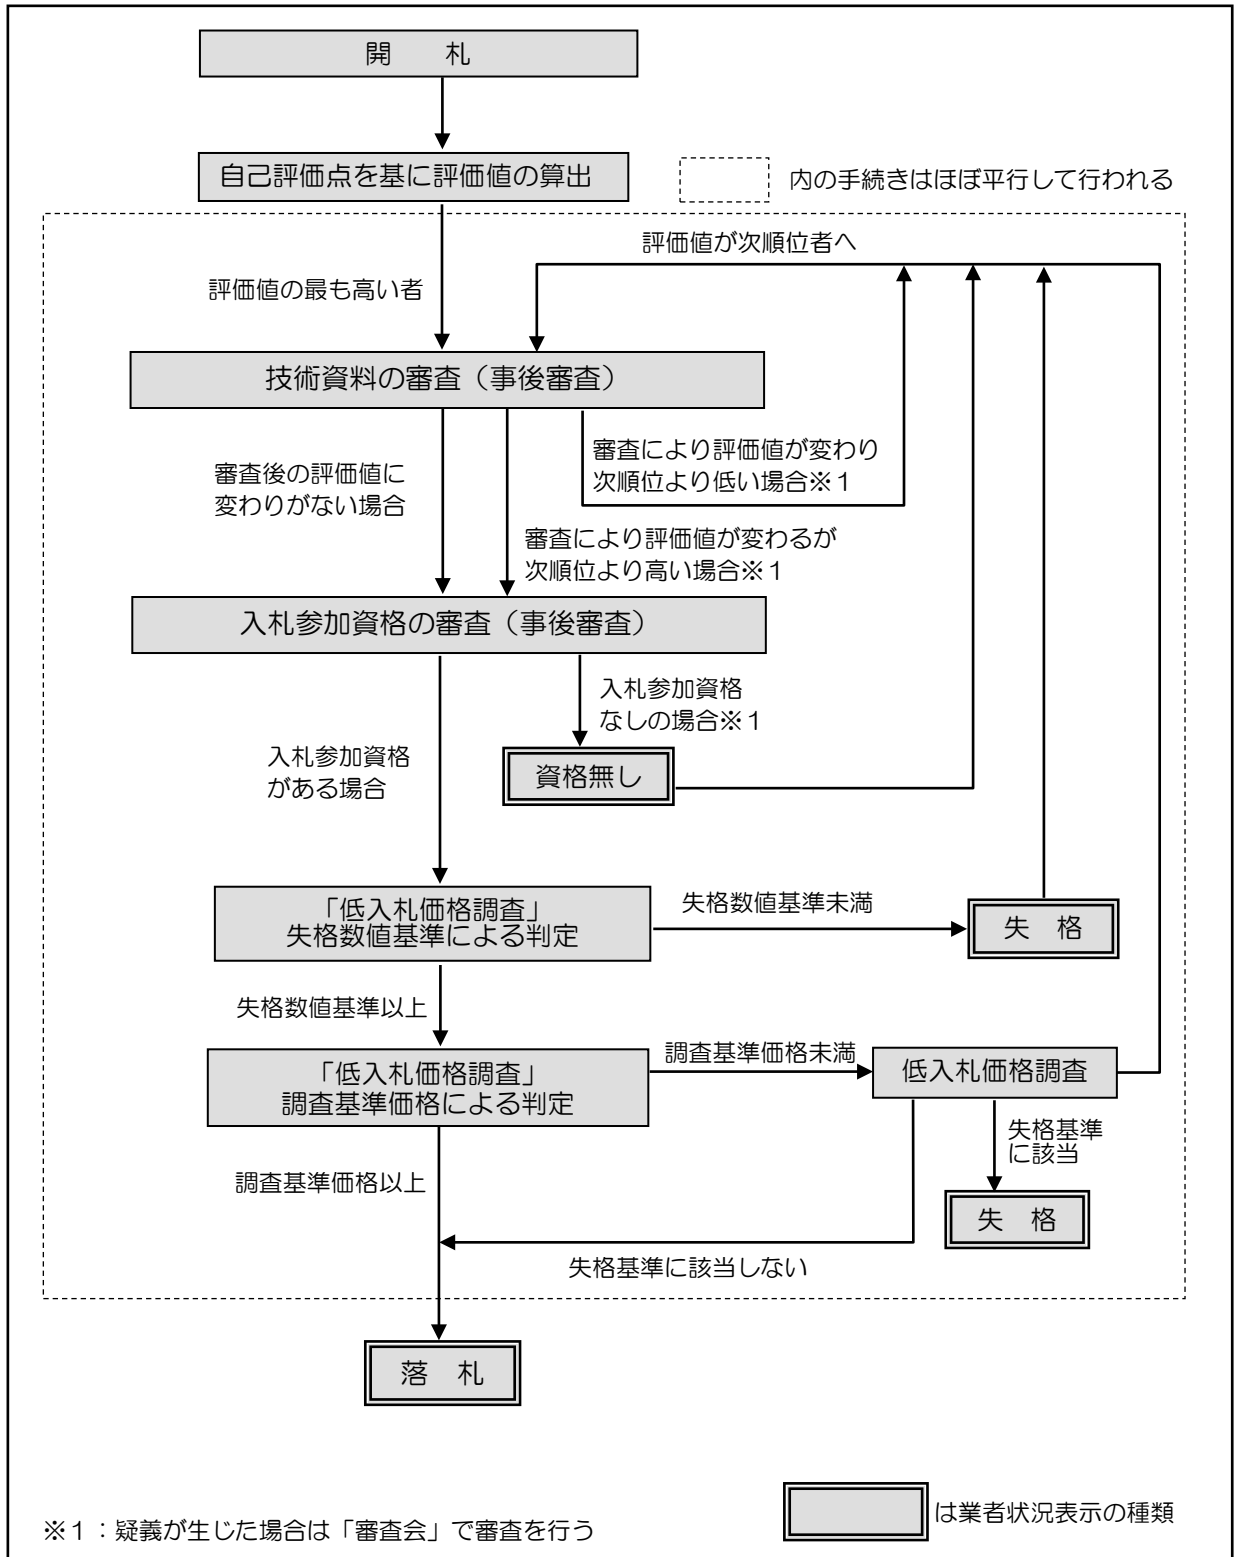 開　札
自己評価点を基に評価値の算出
内の手続きはほぼ平行して行われる
評価値が次順位者へ
評価値の最も高い者
技術資料の審査（事後審査）
審査後の評価値に
変わりがない場合
審査により評価値が変わり
次順位より低い場合※１
審査により評価値が変わるが
次順位より高い場合※１
入札参加資格の審査（事後審査）
入札参加資格
なしの場合※１
入札参加資格
がある場合
資格無し
「低入札価格調査」
失格数値基準による判定
失格数値基準未満
失　格
失格数値基準以上
「低入札価格調査」
調査基準価格による判定
調査基準価格未満
低入札価格調査
失格基準
に該当
調査基準価格以上
失　格
失格基準に該当しない
落　札
は業者状況表示の種類
※１：疑義が生じた場合は「審査会」で審査を行う